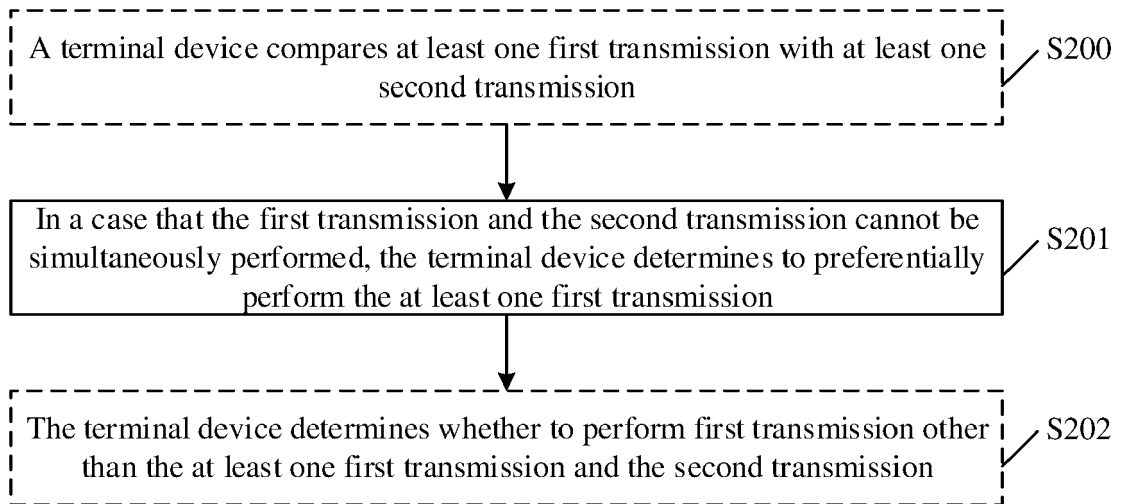 A terminal device compares at least one first transmission with at least one
second transmission
S200
In a case that the first transmission and the second transmission cannot be
simultaneously performed, the terminal device determines to preferentially
perform the at least one first transmission
S201
The terminal device determines whether to perform first transmission other
than the at least one first transmission and the second transmission
S202